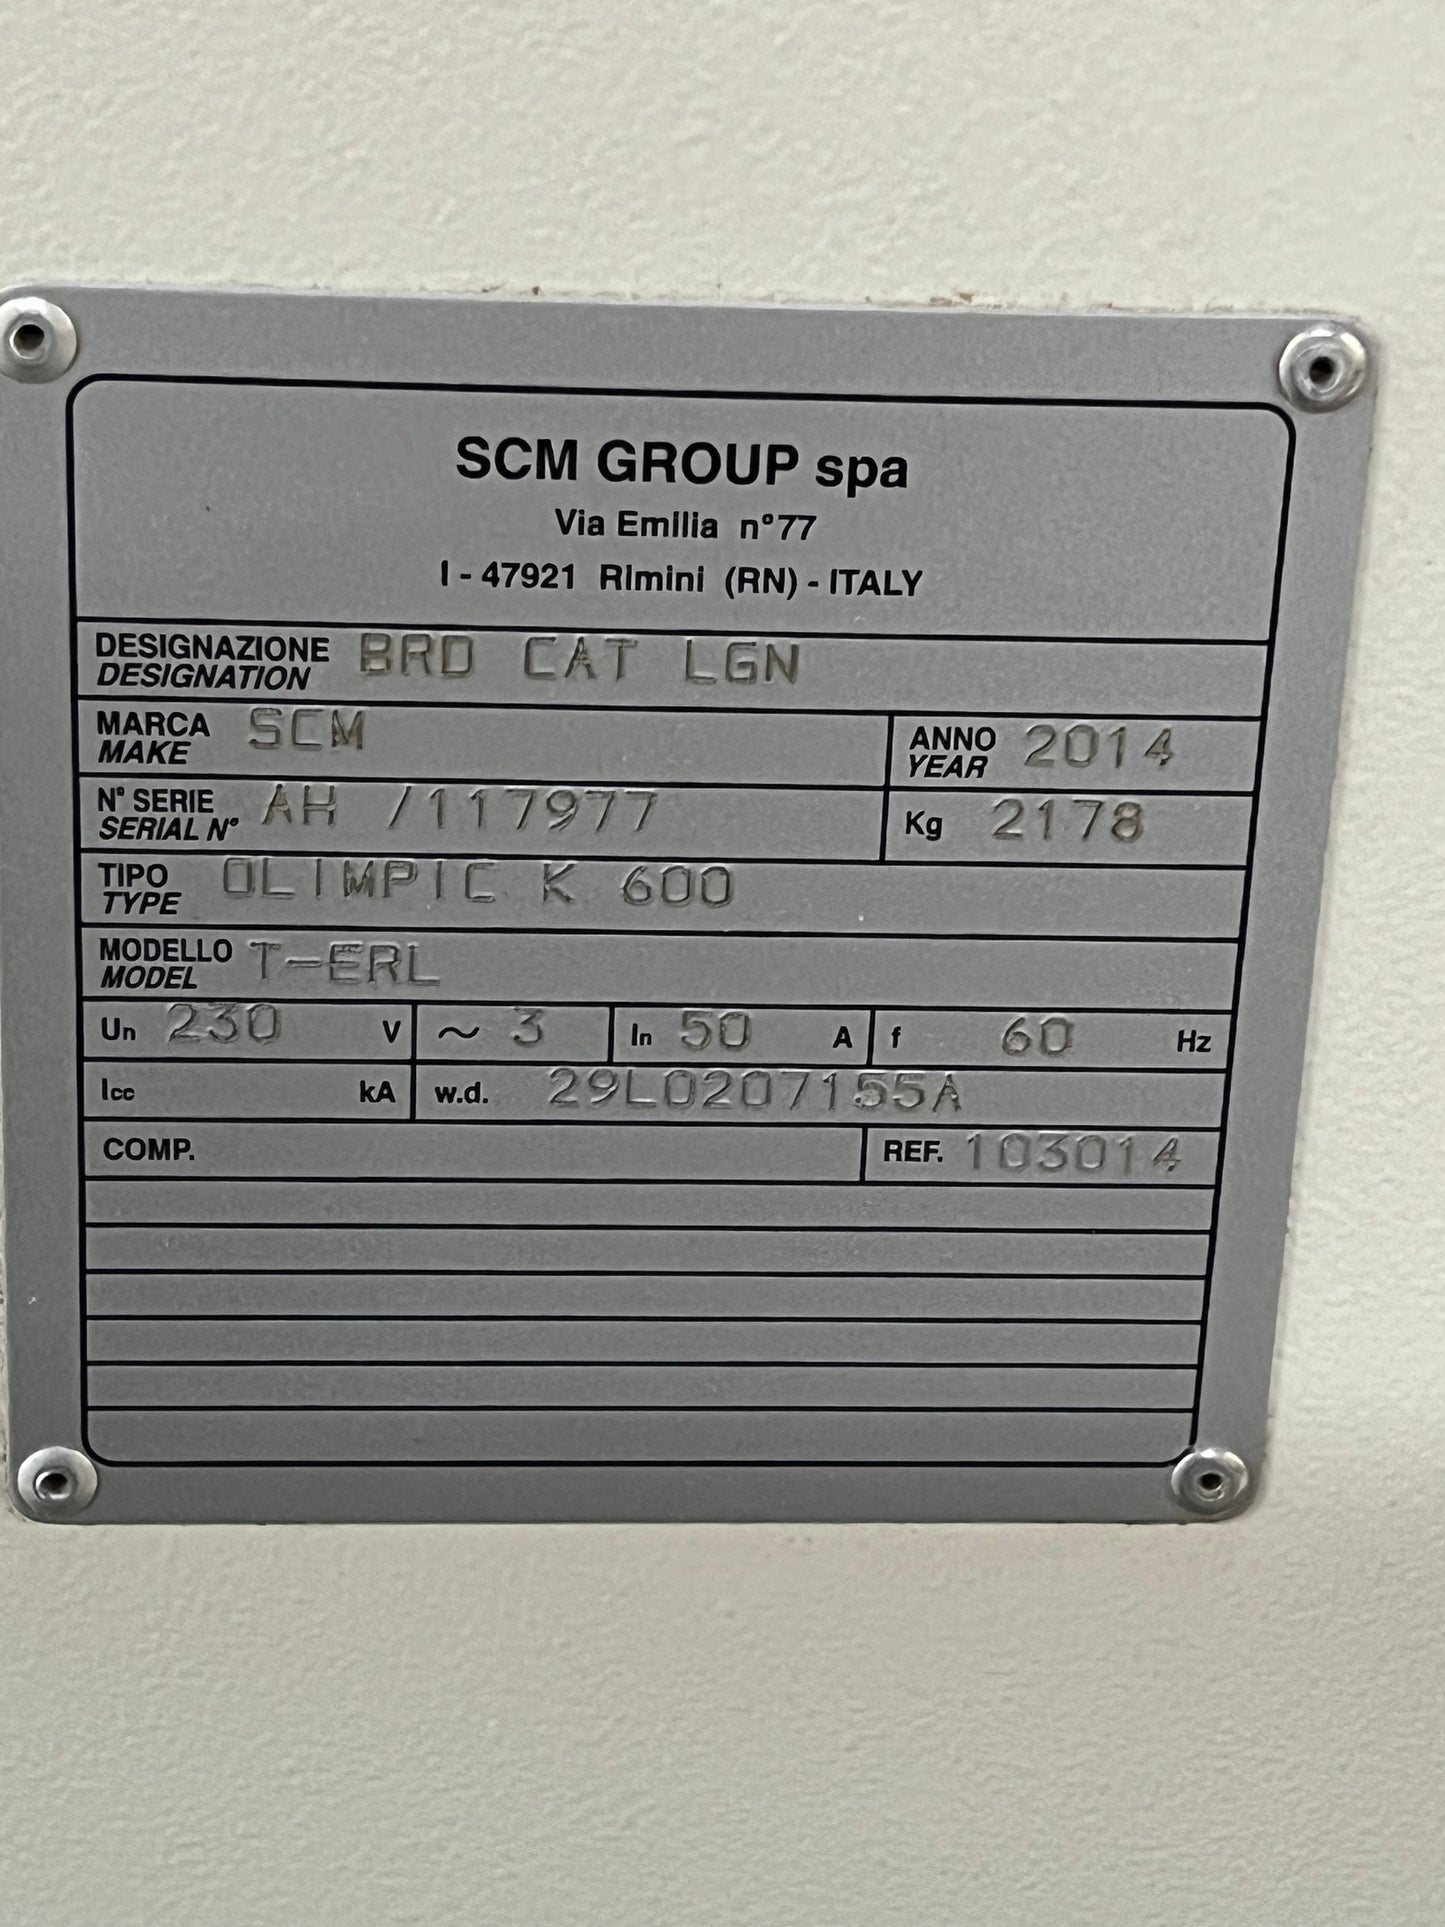 SCM GROUP spa
Via Emilia n°77
I - 47921 Rimini (RN) - ITALY
DESIGNAZIONE BRD CAT LGN
DESIGNATION
MARCA SCM ANNO 2014
MAKE YEAR
N° SERIE AH /117977 Kg 2178
SERIAL N°
TIPO OLIMPIC K 600
TYPE
MODELLO T-ERL
MODEL
Un 230 V ~ 3 In 50 A f 60 Hz
Icc kA w.d. 29L0207155A
COMP. REF. 103014